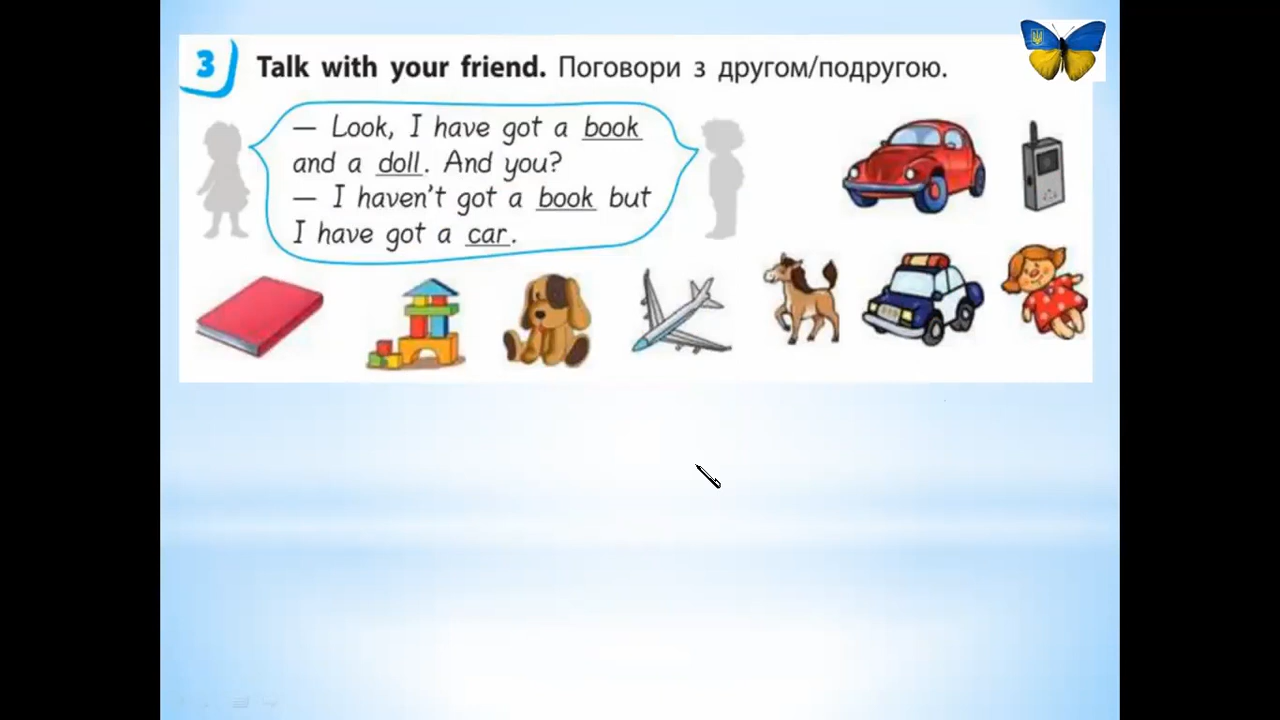 3 Talk with your friend. Поговори з другом/подругою.
— Look, I have got a book
and a doll. And you?
— I haven't got a book but
I have got a car.